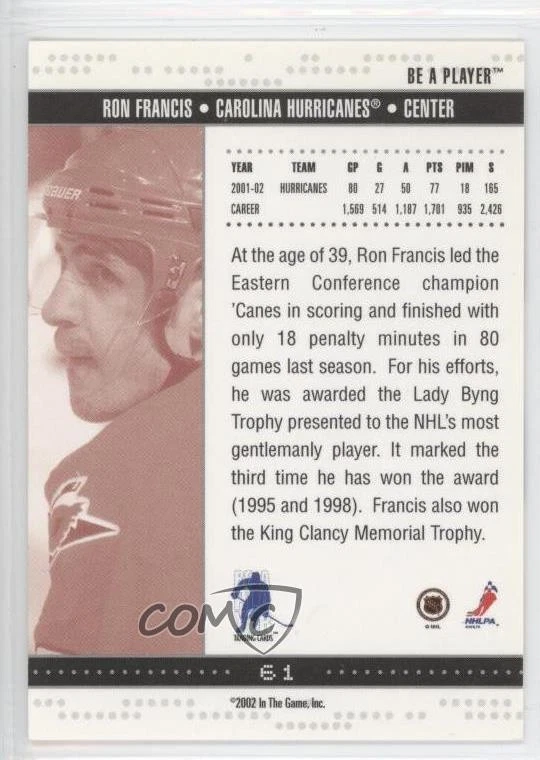 BE A PLAYER™
RON FRANCIS • CAROLINA HURRICANES® • CENTER
BAUER
YEAR TEAM GP G A PTS PIM S
2001-02 HURRICANES 80 27 50 77 18 165
CAREER 1,569 514 1,187 1,701 935 2,426
At the age of 39, Ron Francis led the
Eastern Conference champion
'Canes in scoring and finished with
only 18 penalty minutes in 80
games last season. For his efforts,
he was awarded the Lady Byng
Trophy presented to the NHL's most
gentlemanly player. It marked the
third time he has won the award
(1995 and 1998). Francis also won
the King Clancy Memorial Trophy.
COMC
TRADING CARDS™
© NHL
NHLPA
61
©2002 In The Game, Inc.